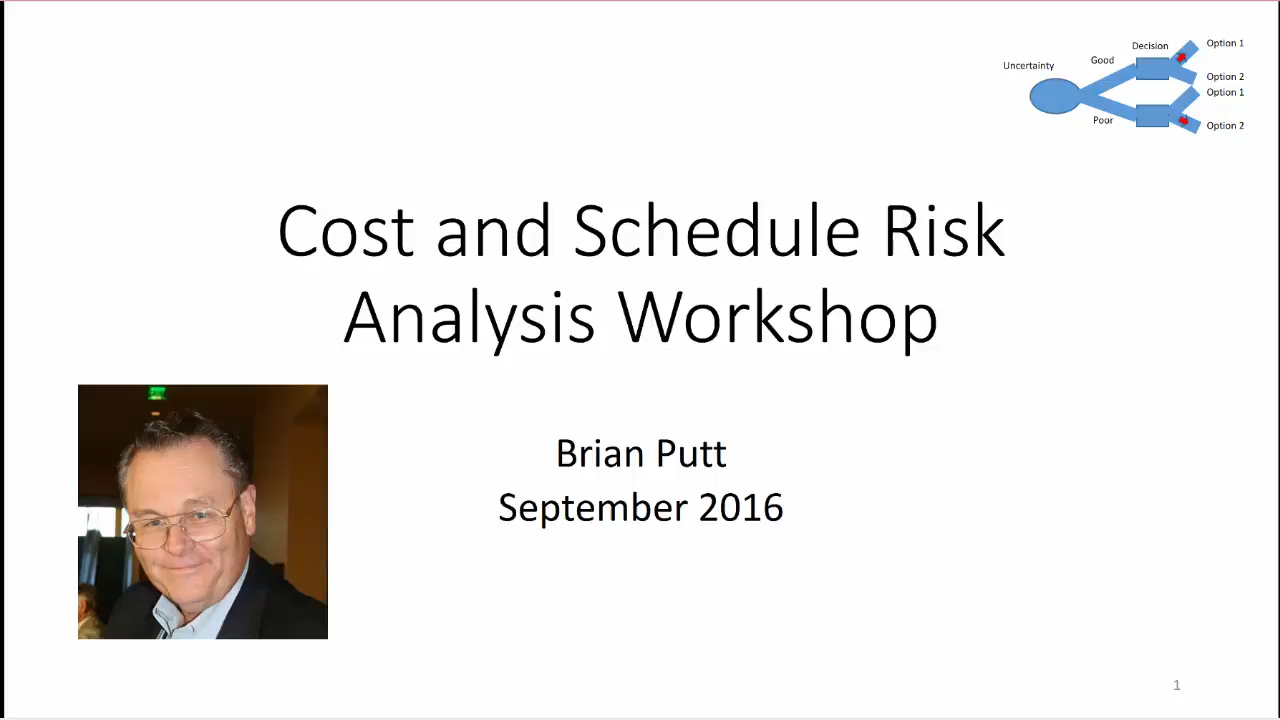 Uncertainty
Good
Decision
Option 1
Option 2
Option 1
Poor
Option 2
Cost and Schedule Risk
Analysis Workshop
Brian Putt
September 2016
1